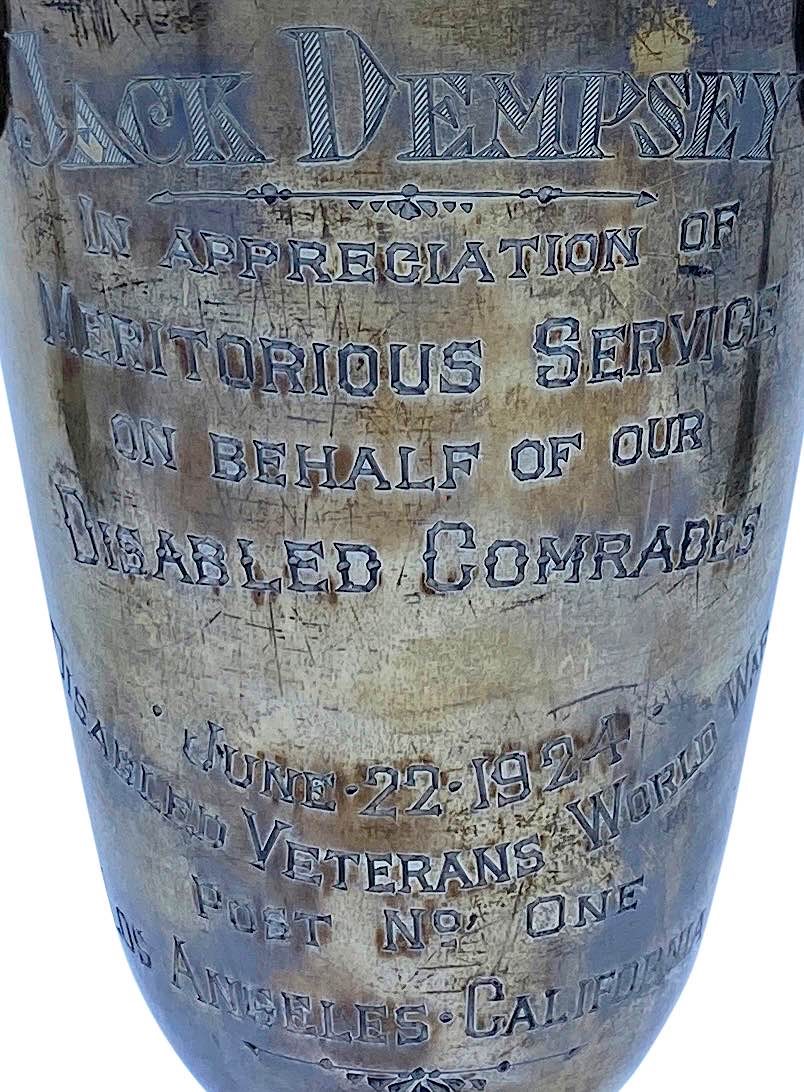 JACK DEMPSEY
IN APPRECIATION OF
MERITORIOUS SERVICE
ON BEHALF OF OUR
DISABLED COMRADES
· JUNE · 22 · 1924 ·
DISABLED VETERANS WORLD WAR
POST NO. ONE
LOS ANGELES · CALIFORNIA